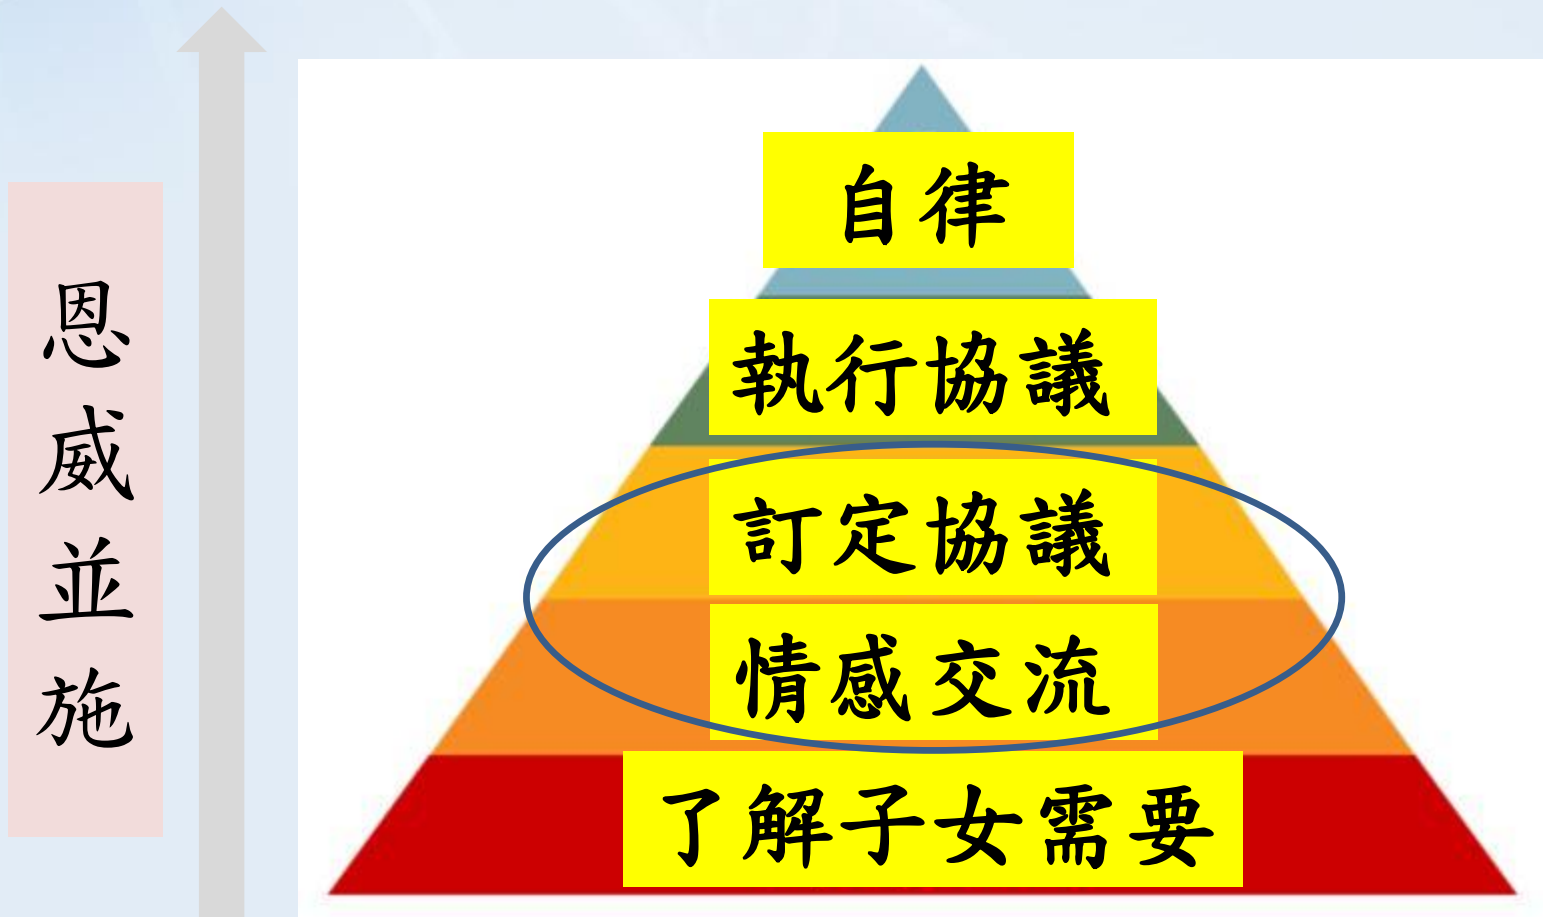 恩威並施
自律
執行協議
訂定協議
情感交流
了解子女需要